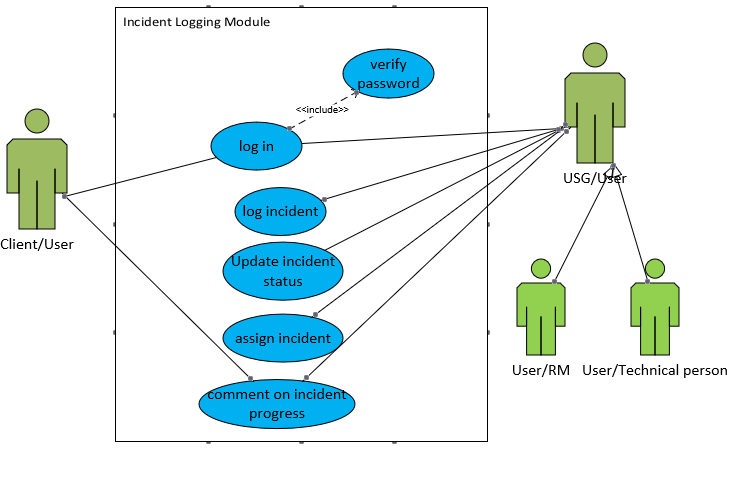 Incident Logging Module
verify
password
<<include>>
log in
USG/User
log incident
Client/User
Update incident
status
assign incident
User/RM
User/Technical person
comment on incident
progress